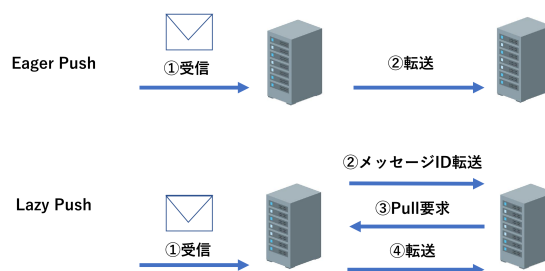 Eager Push
①受信
②転送
Lazy Push
①受信
②メッセージID転送
③Pull要求
④転送